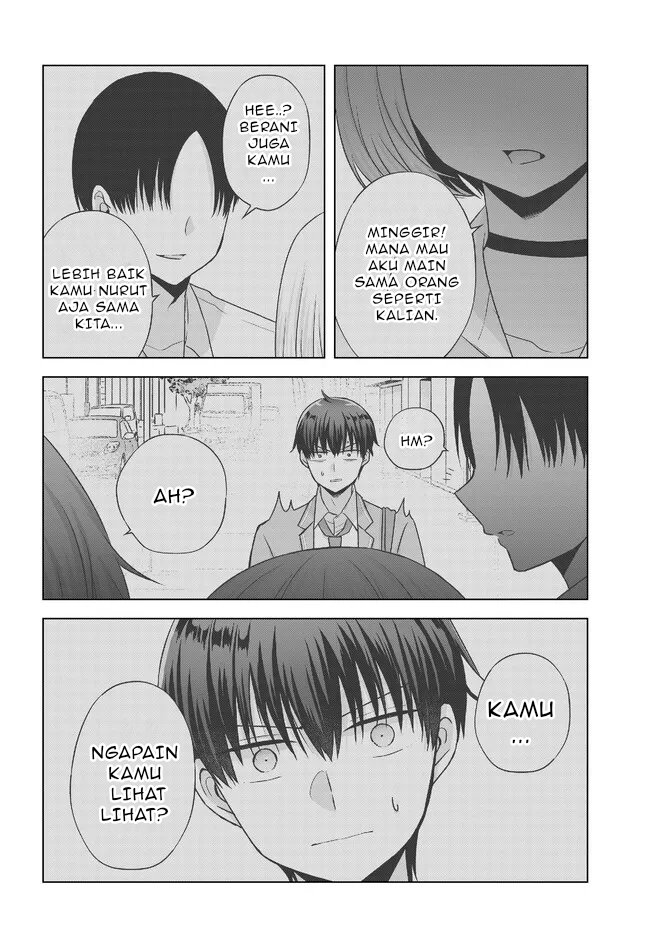 MINGGIR!
MANA MAU
AKU MAIN
SAMA ORANG
SEPERTI
KALIAN.
HEE..?
BERANI
JUGA
KAMU
...
LEBIH BAIK
KAMU NURUT
AJA SAMA
KITA...
HM?
AH?
KAMU
...
NGAPAIN
KAMU
LIHAT
LIHAT?